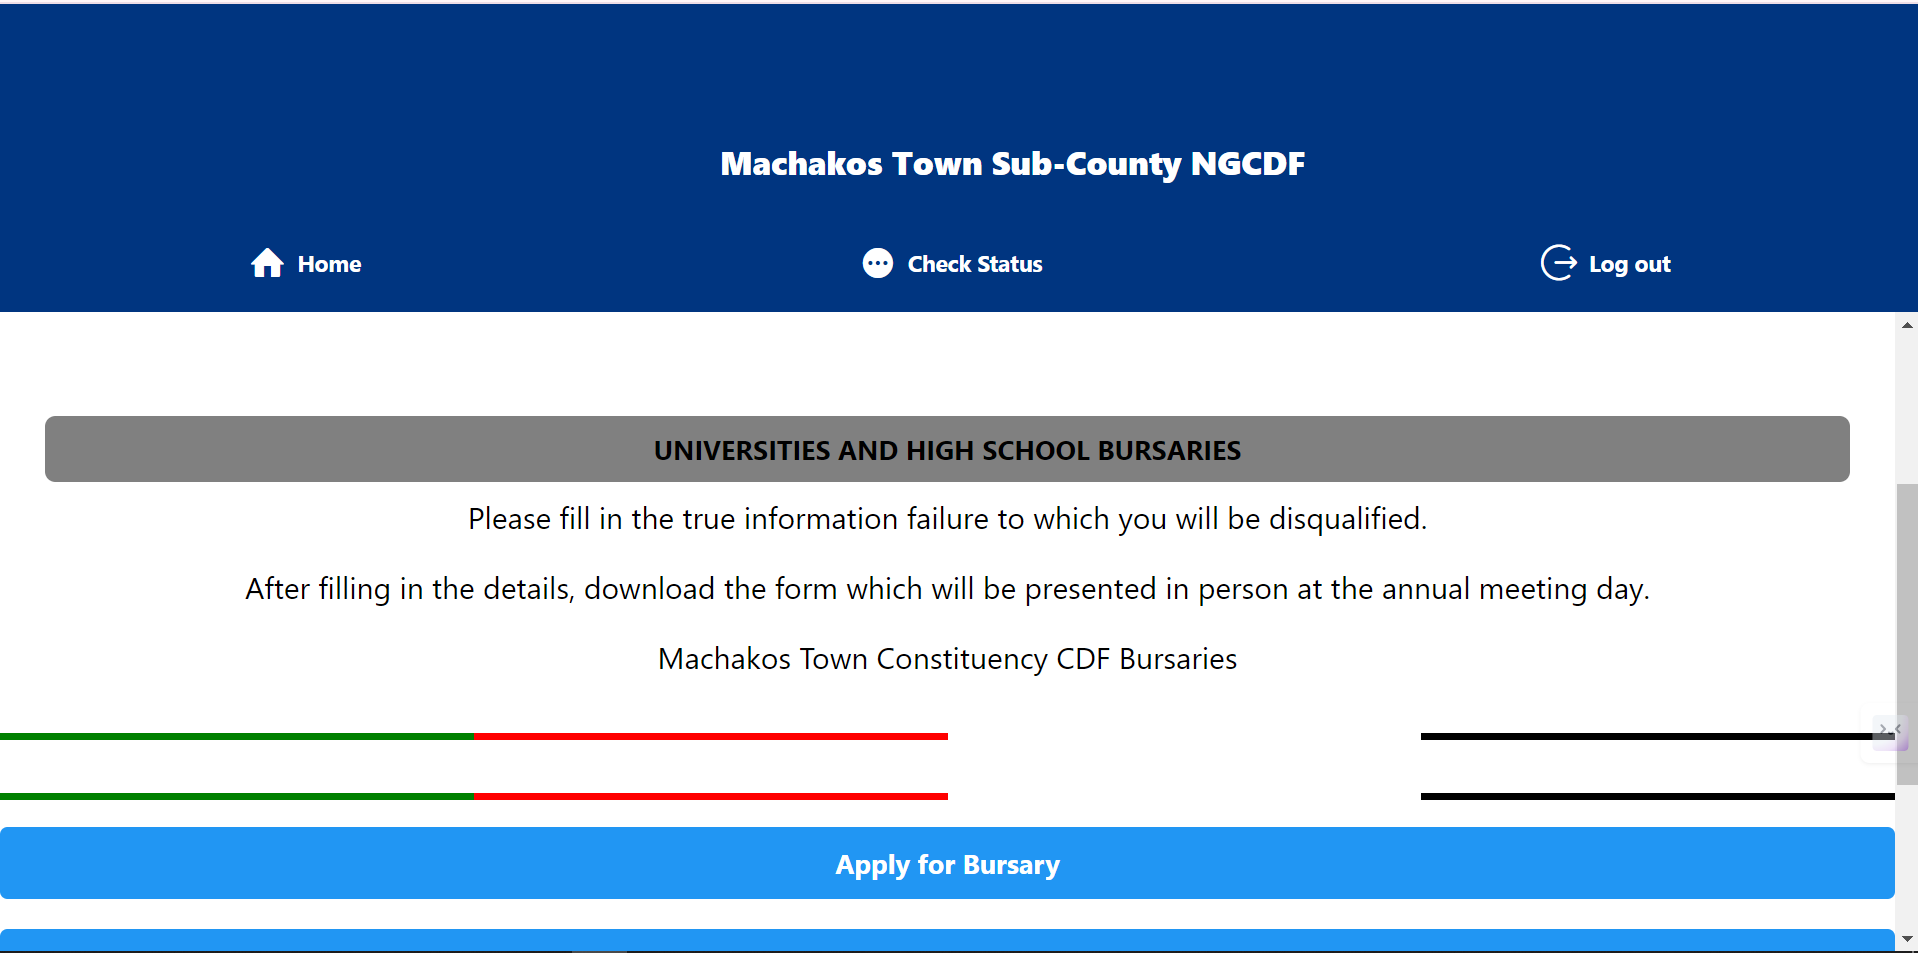 Machakos Town Sub-County NGCDF
Home
Check Status
Log out
UNIVERSITIES AND HIGH SCHOOL BURSARIES
Please fill in the true information failure to which you will be disqualified.
After filling in the details, download the form which will be presented in person at the annual meeting day.
Machakos Town Constituency CDF Bursaries
Apply for Bursary